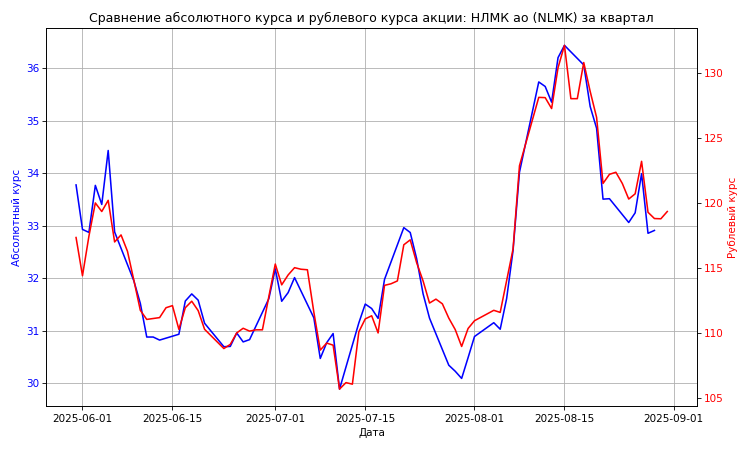 Сравнение абсолютного курса и рублевого курса акции: НЛМК ао (NLMK) за квартал
Абсолютный курс
36
35
34
33
32
31
30
130
125
120
115
110
105
Рублевый курс
2025-06-01 2025-06-15 2025-07-01 2025-07-15 2025-08-01 2025-08-15 2025-09-01
Дата